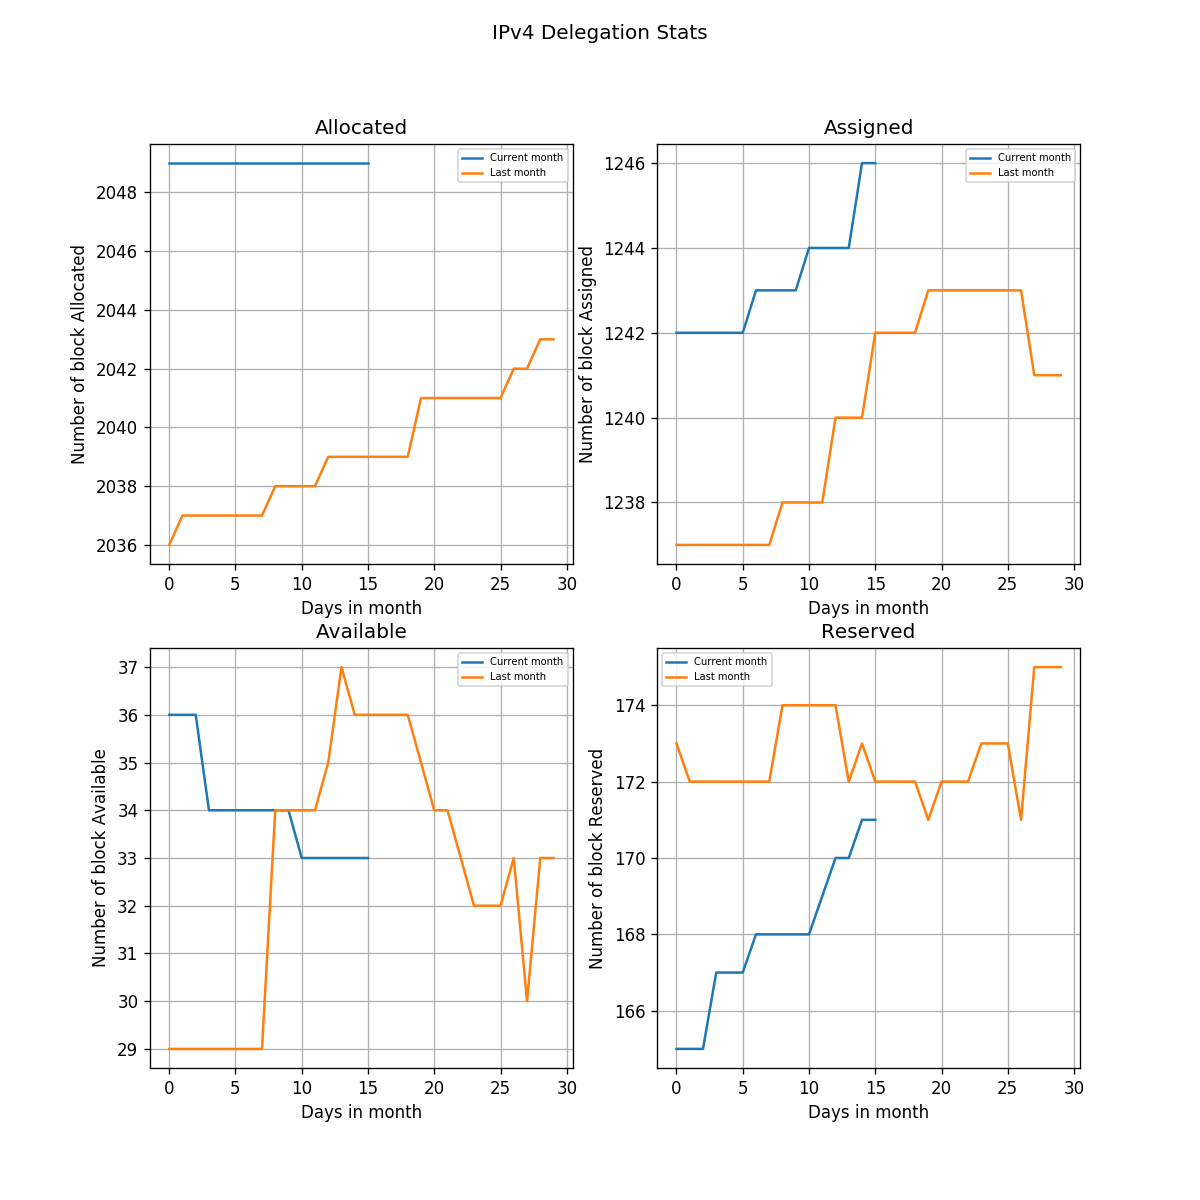 IPv4 Delegation Stats
Allocated
Number of block Allocated
2048
2046
2044
2042
2040
2038
2036
Current month
Last month
0 5 10 15 20 25 30
Days in month
Assigned
Number of block Assigned
1246
1244
1242
1240
1238
Current month
Last month
0 5 10 15 20 25 30
Days in month
Available
Number of block Available
37
36
35
34
33
32
31
30
29
Current month
Last month
0 5 10 15 20 25 30
Days in month
Reserved
Number of block Reserved
174
172
170
168
166
Current month
Last month
0 5 10 15 20 25 30
Days in month